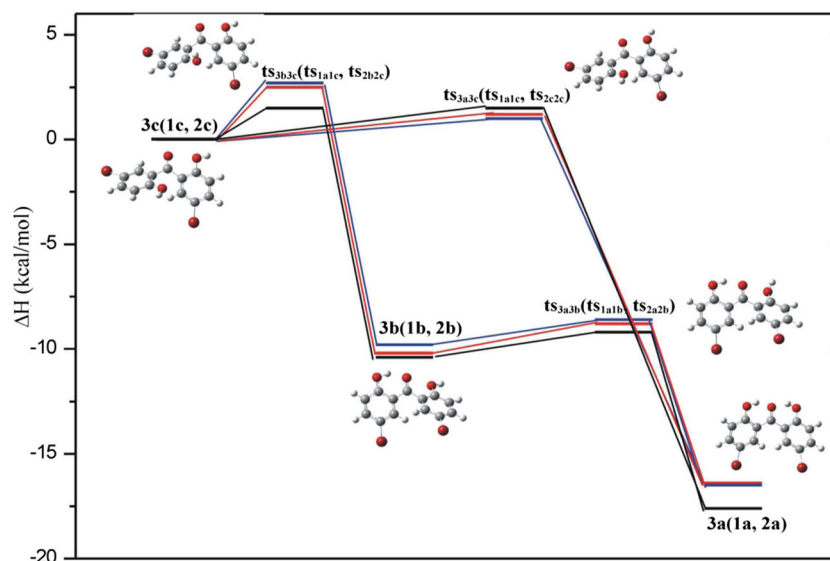 5
0
-5
-10
-15
-20
ΔH (kcal/mol)
ts3b3c(ts1a1c, ts2b2c)
ts3a3c(ts1a1c, ts2c2c)
3c(1c, 2c)
3b(1b, 2b)
ts3a3b(ts1a1b, ts2a2b)
3a(1a, 2a)